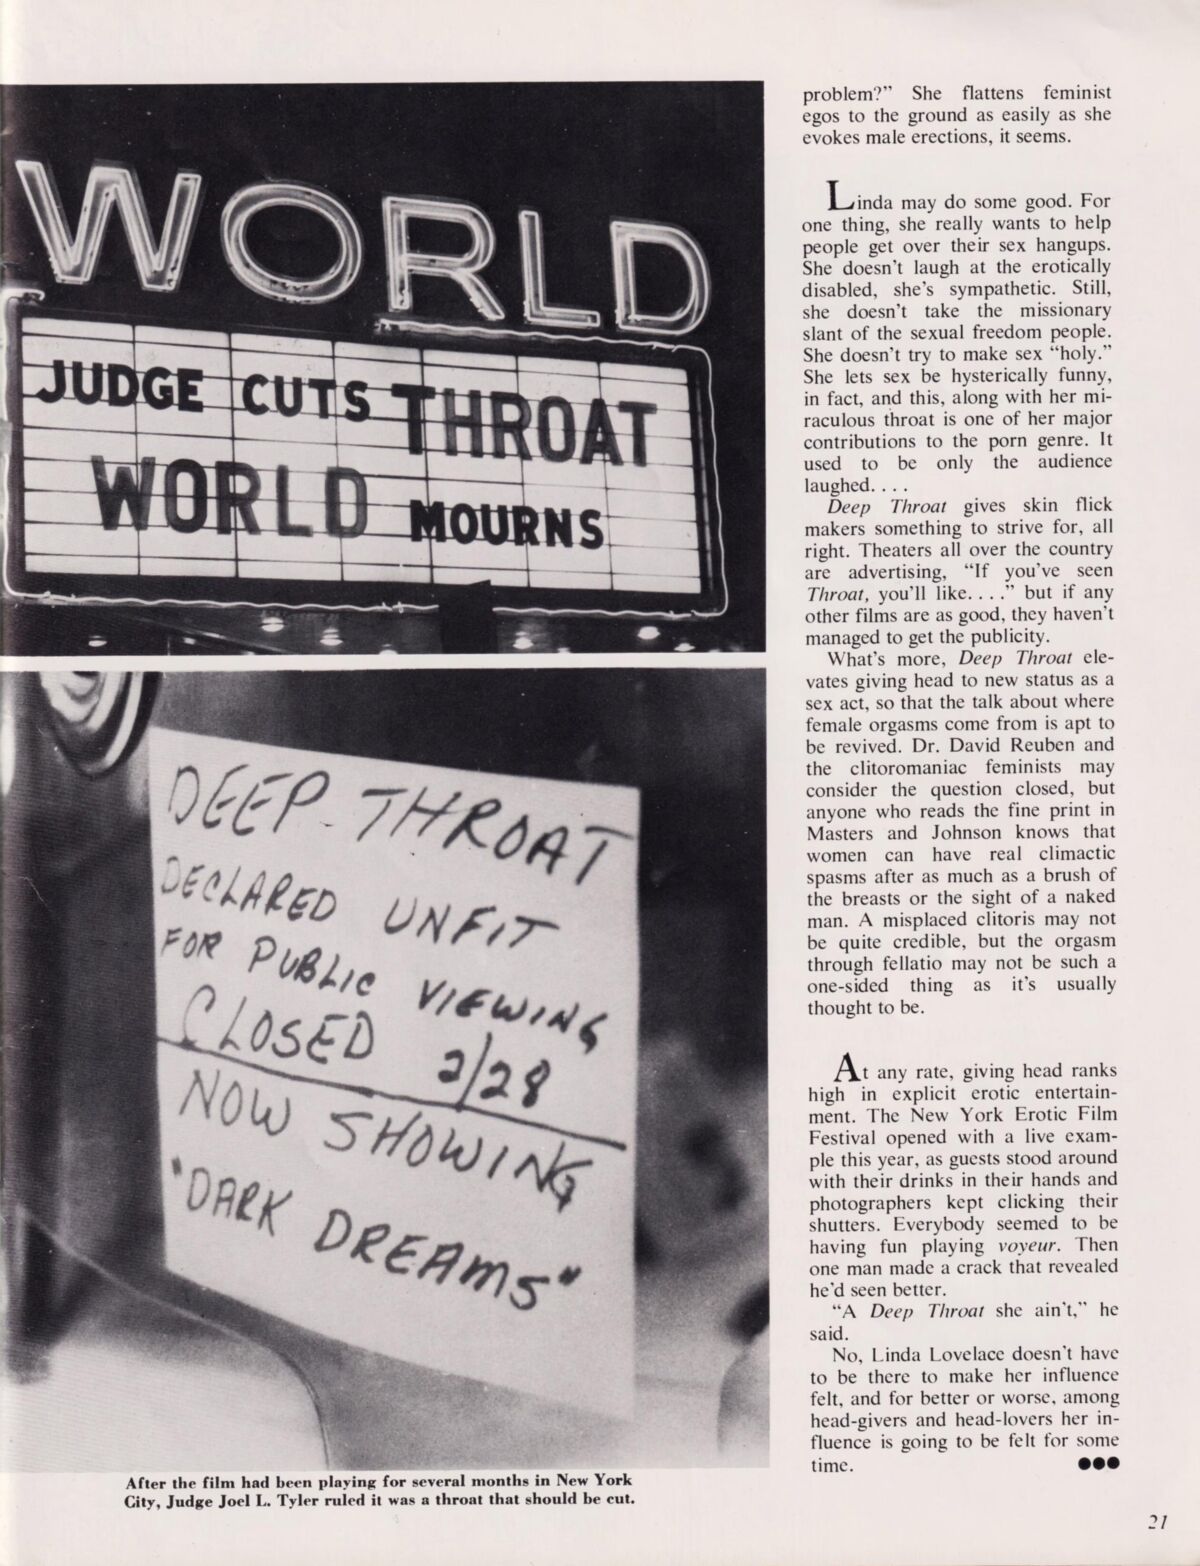 WORLD
JUDGE CUTS THROAT
WORLD MOURNS
DEEP THROAT
DECLARED UNFIT
FOR PUBLIC VIEWING
CLOSED 2/28
NOW SHOWING
"DARK DREAMS"
After the film had been playing for several months in New York
City, Judge Joel L. Tyler ruled it was a throat that should be cut.
problem?" She flattens feminist
egos to the ground as easily as she
evokes male erections, it seems.
Linda may do some good. For
one thing, she really wants to help
people get over their sex hangups.
She doesn't laugh at the erotically
disabled, she's sympathetic. Still,
she doesn't take the missionary
slant of the sexual freedom people.
She doesn't try to make sex "holy."
She lets sex be hysterically funny,
in fact, and this, along with her mi-
raculous throat is one of her major
contributions to the porn genre. It
used to be only the audience
laughed. . . .
Deep Throat gives skin flick
makers something to strive for, all
right. Theaters all over the country
are advertising, "If you've seen
Throat, you'll like. . . ." but if any
other films are as good, they haven't
managed to get the publicity.
What's more, Deep Throat ele-
vates giving head to new status as a
sex act, so that the talk about where
female orgasms come from is apt to
be revived. Dr. David Reuben and
the clitoromaniac feminists may
consider the question closed, but
anyone who reads the fine print in
Masters and Johnson knows that
women can have real climactic
spasms after as much as a brush of
the breasts or the sight of a naked
man. A misplaced clitoris may not
be quite credible, but the orgasm
through fellatio may not be such a
one-sided thing as it's usually
thought to be.
At any rate, giving head ranks
high in explicit erotic entertain-
ment. The New York Erotic Film
Festival opened with a live exam-
ple this year, as guests stood around
with their drinks in their hands and
photographers kept clicking their
shutters. Everybody seemed to be
having fun playing voyeur. Then
one man made a crack that revealed
he'd seen better.
"A Deep Throat she ain't," he
said.
No, Linda Lovelace doesn't have
to be there to make her influence
felt, and for better or worse, among
head-givers and head-lovers her in-
fluence is going to be felt for some
time. ●●●
21